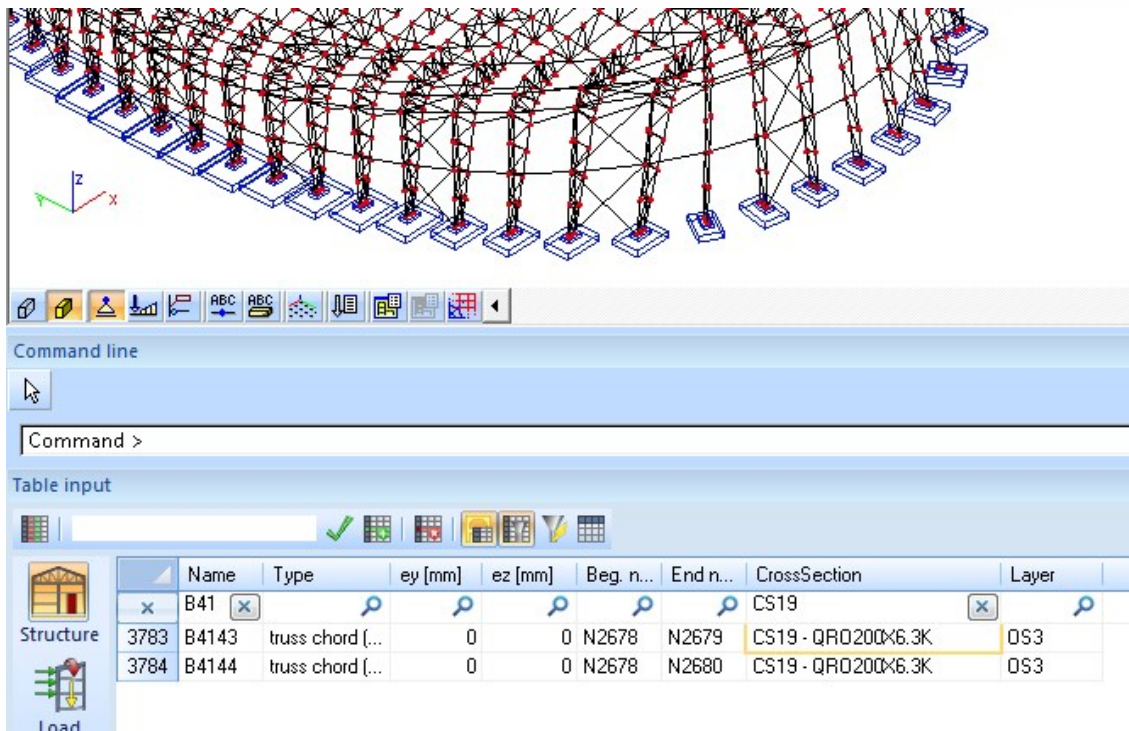 Z
Y
X
ABC
ABC
Command line
Command >
Table input
Structure
Load
Name Type ey [mm] ez [mm] Beg. n... End n... CrossSection Layer
B41 CS19
3783 B4143 truss chord (... 0 0 N2678 N2679 CS19 - QRO200X6.3K OS3
3784 B4144 truss chord (... 0 0 N2678 N2680 CS19 - QRO200X6.3K OS3